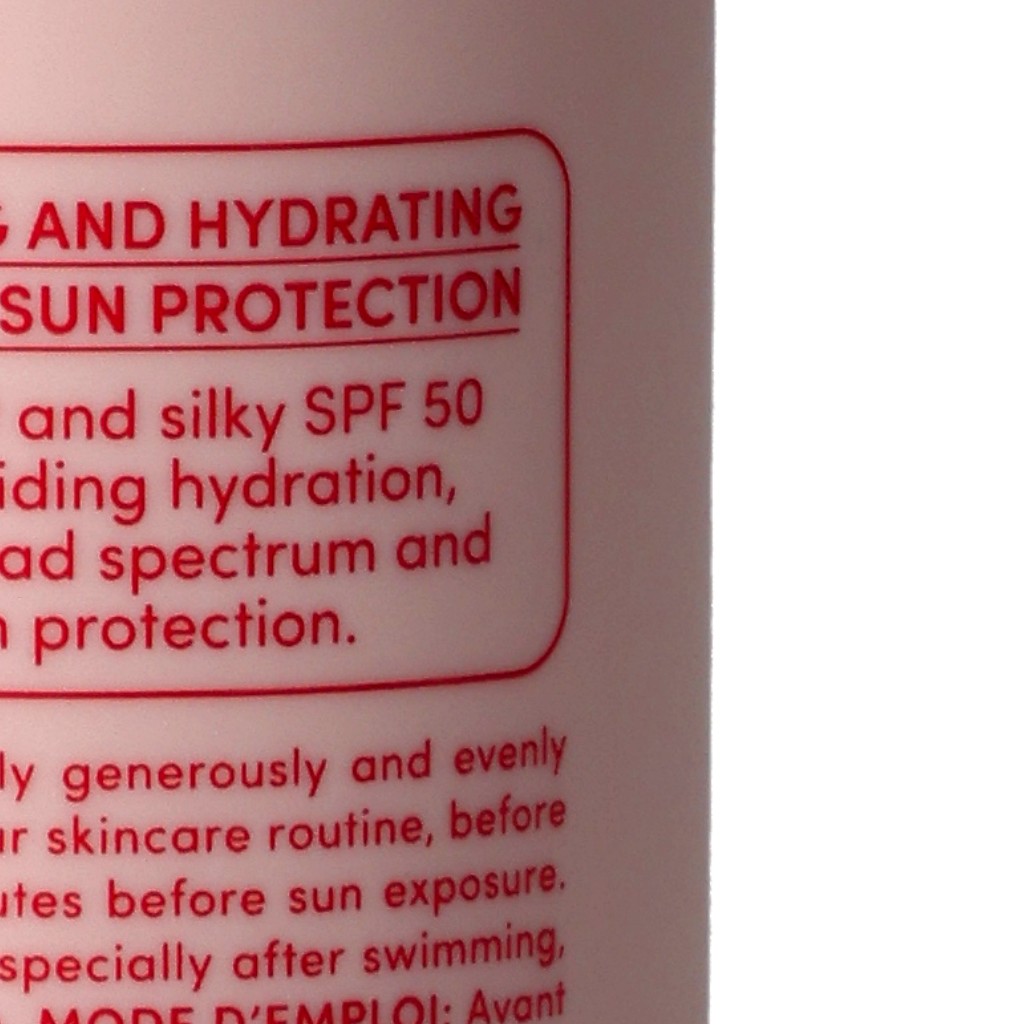 AND HYDRATING
SUN PROTECTION
and silky SPF 50
iding hydration,
ad spectrum and
protection.
ly generously and evenly
ur skincare routine, before
utes before sun exposure.
specially after swimming,
MODE D'EMPLOI: Avant